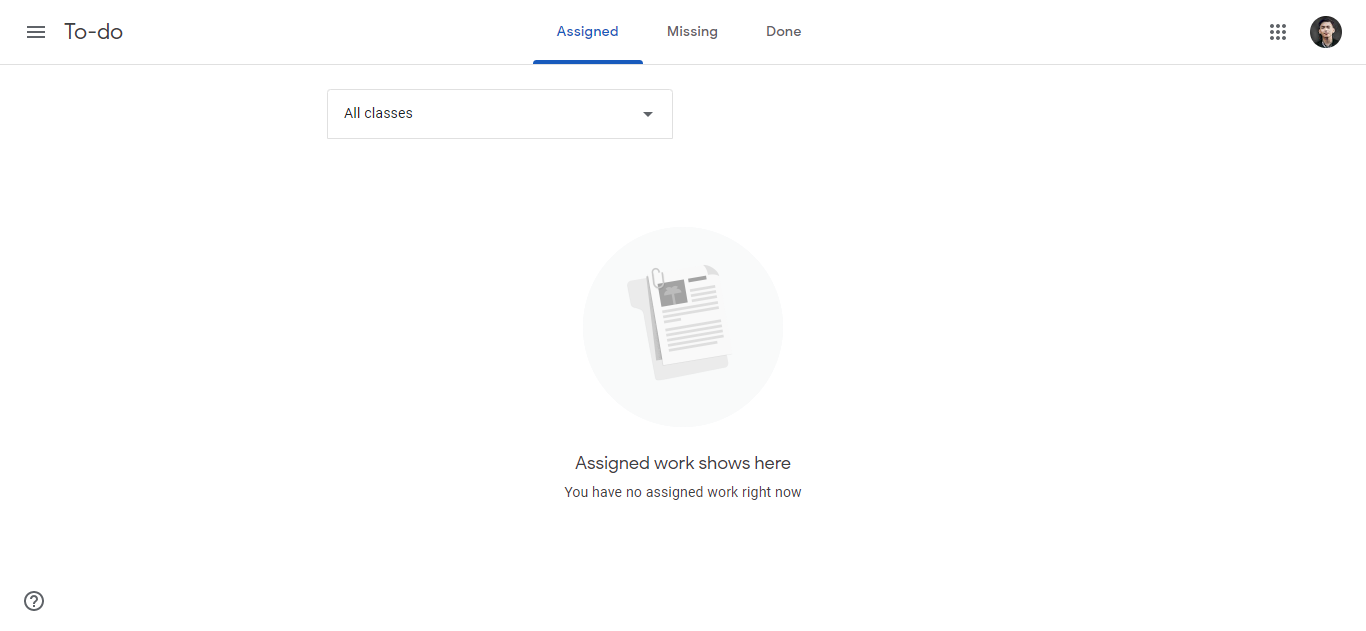 To-do
Assigned
Missing
Done
All classes
Assigned work shows here
You have no assigned work right now